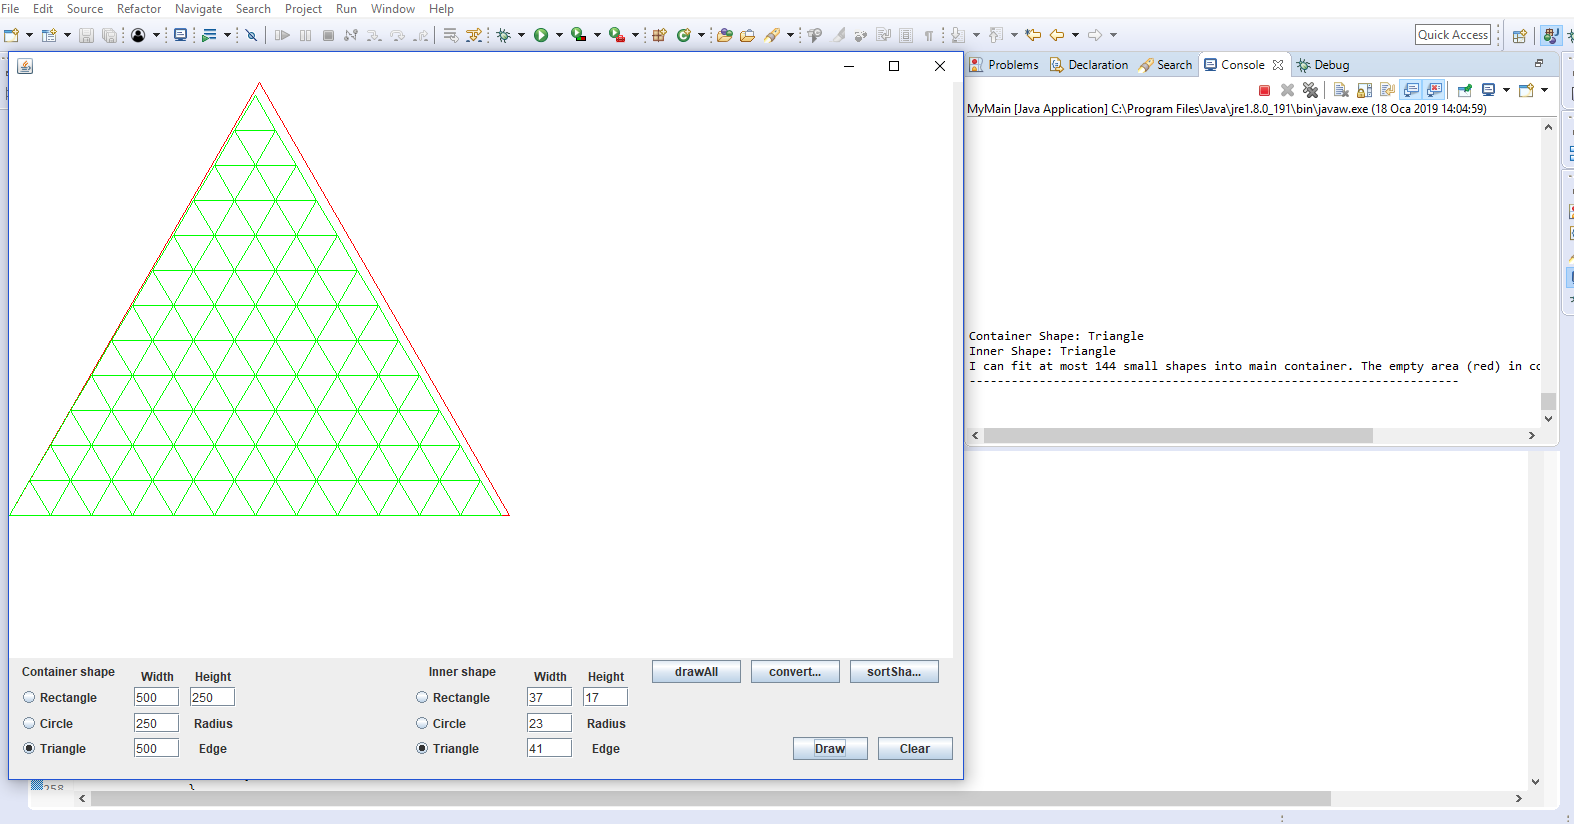 File Edit Source Refactor Navigate Search Project Run Window Help
Quick Access
Problems Declaration Search Console Debug
MyMain [Java Application] C:\Program Files\Java\jre1.8.0_191\bin\javaw.exe (18 Oca 2019 14:04:59)
Container Shape: Triangle
Inner Shape: Triangle
I can fit at most 144 small shapes into main container. The empty area (red) in co
----------------------------------------------------------------------
Container shape Width Height
Rectangle 500 250
Circle 250 Radius
Triangle 500 Edge
Inner shape Width Height
Rectangle 37 17
Circle 23 Radius
Triangle 41 Edge
drawAll convert... sortSha...
Draw Clear
258 }